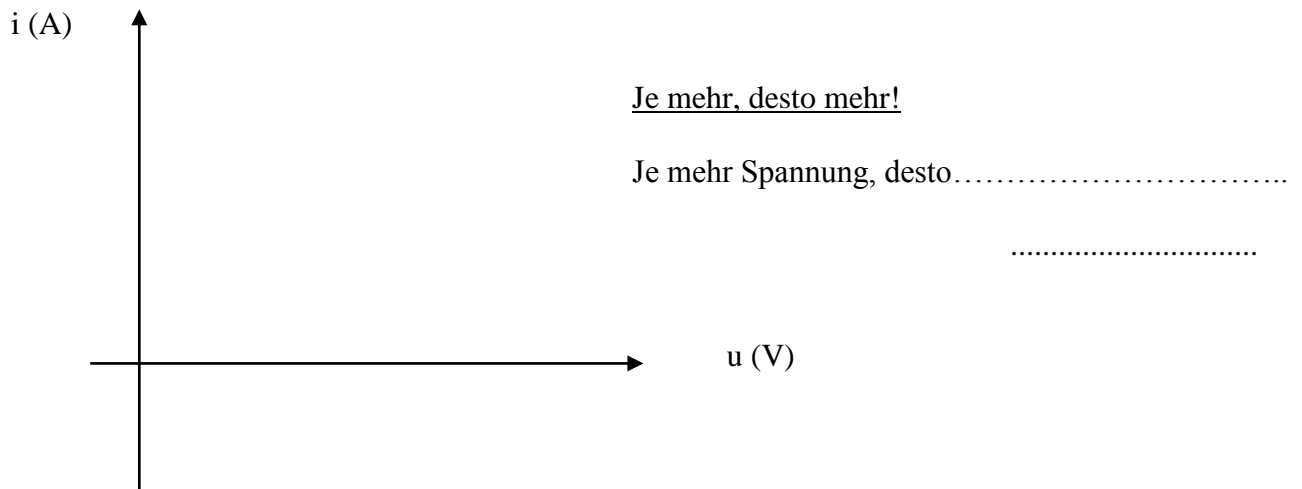 i (A)
Je mehr, desto mehr!
Je mehr Spannung, desto…………………………..
...............................
u (V)